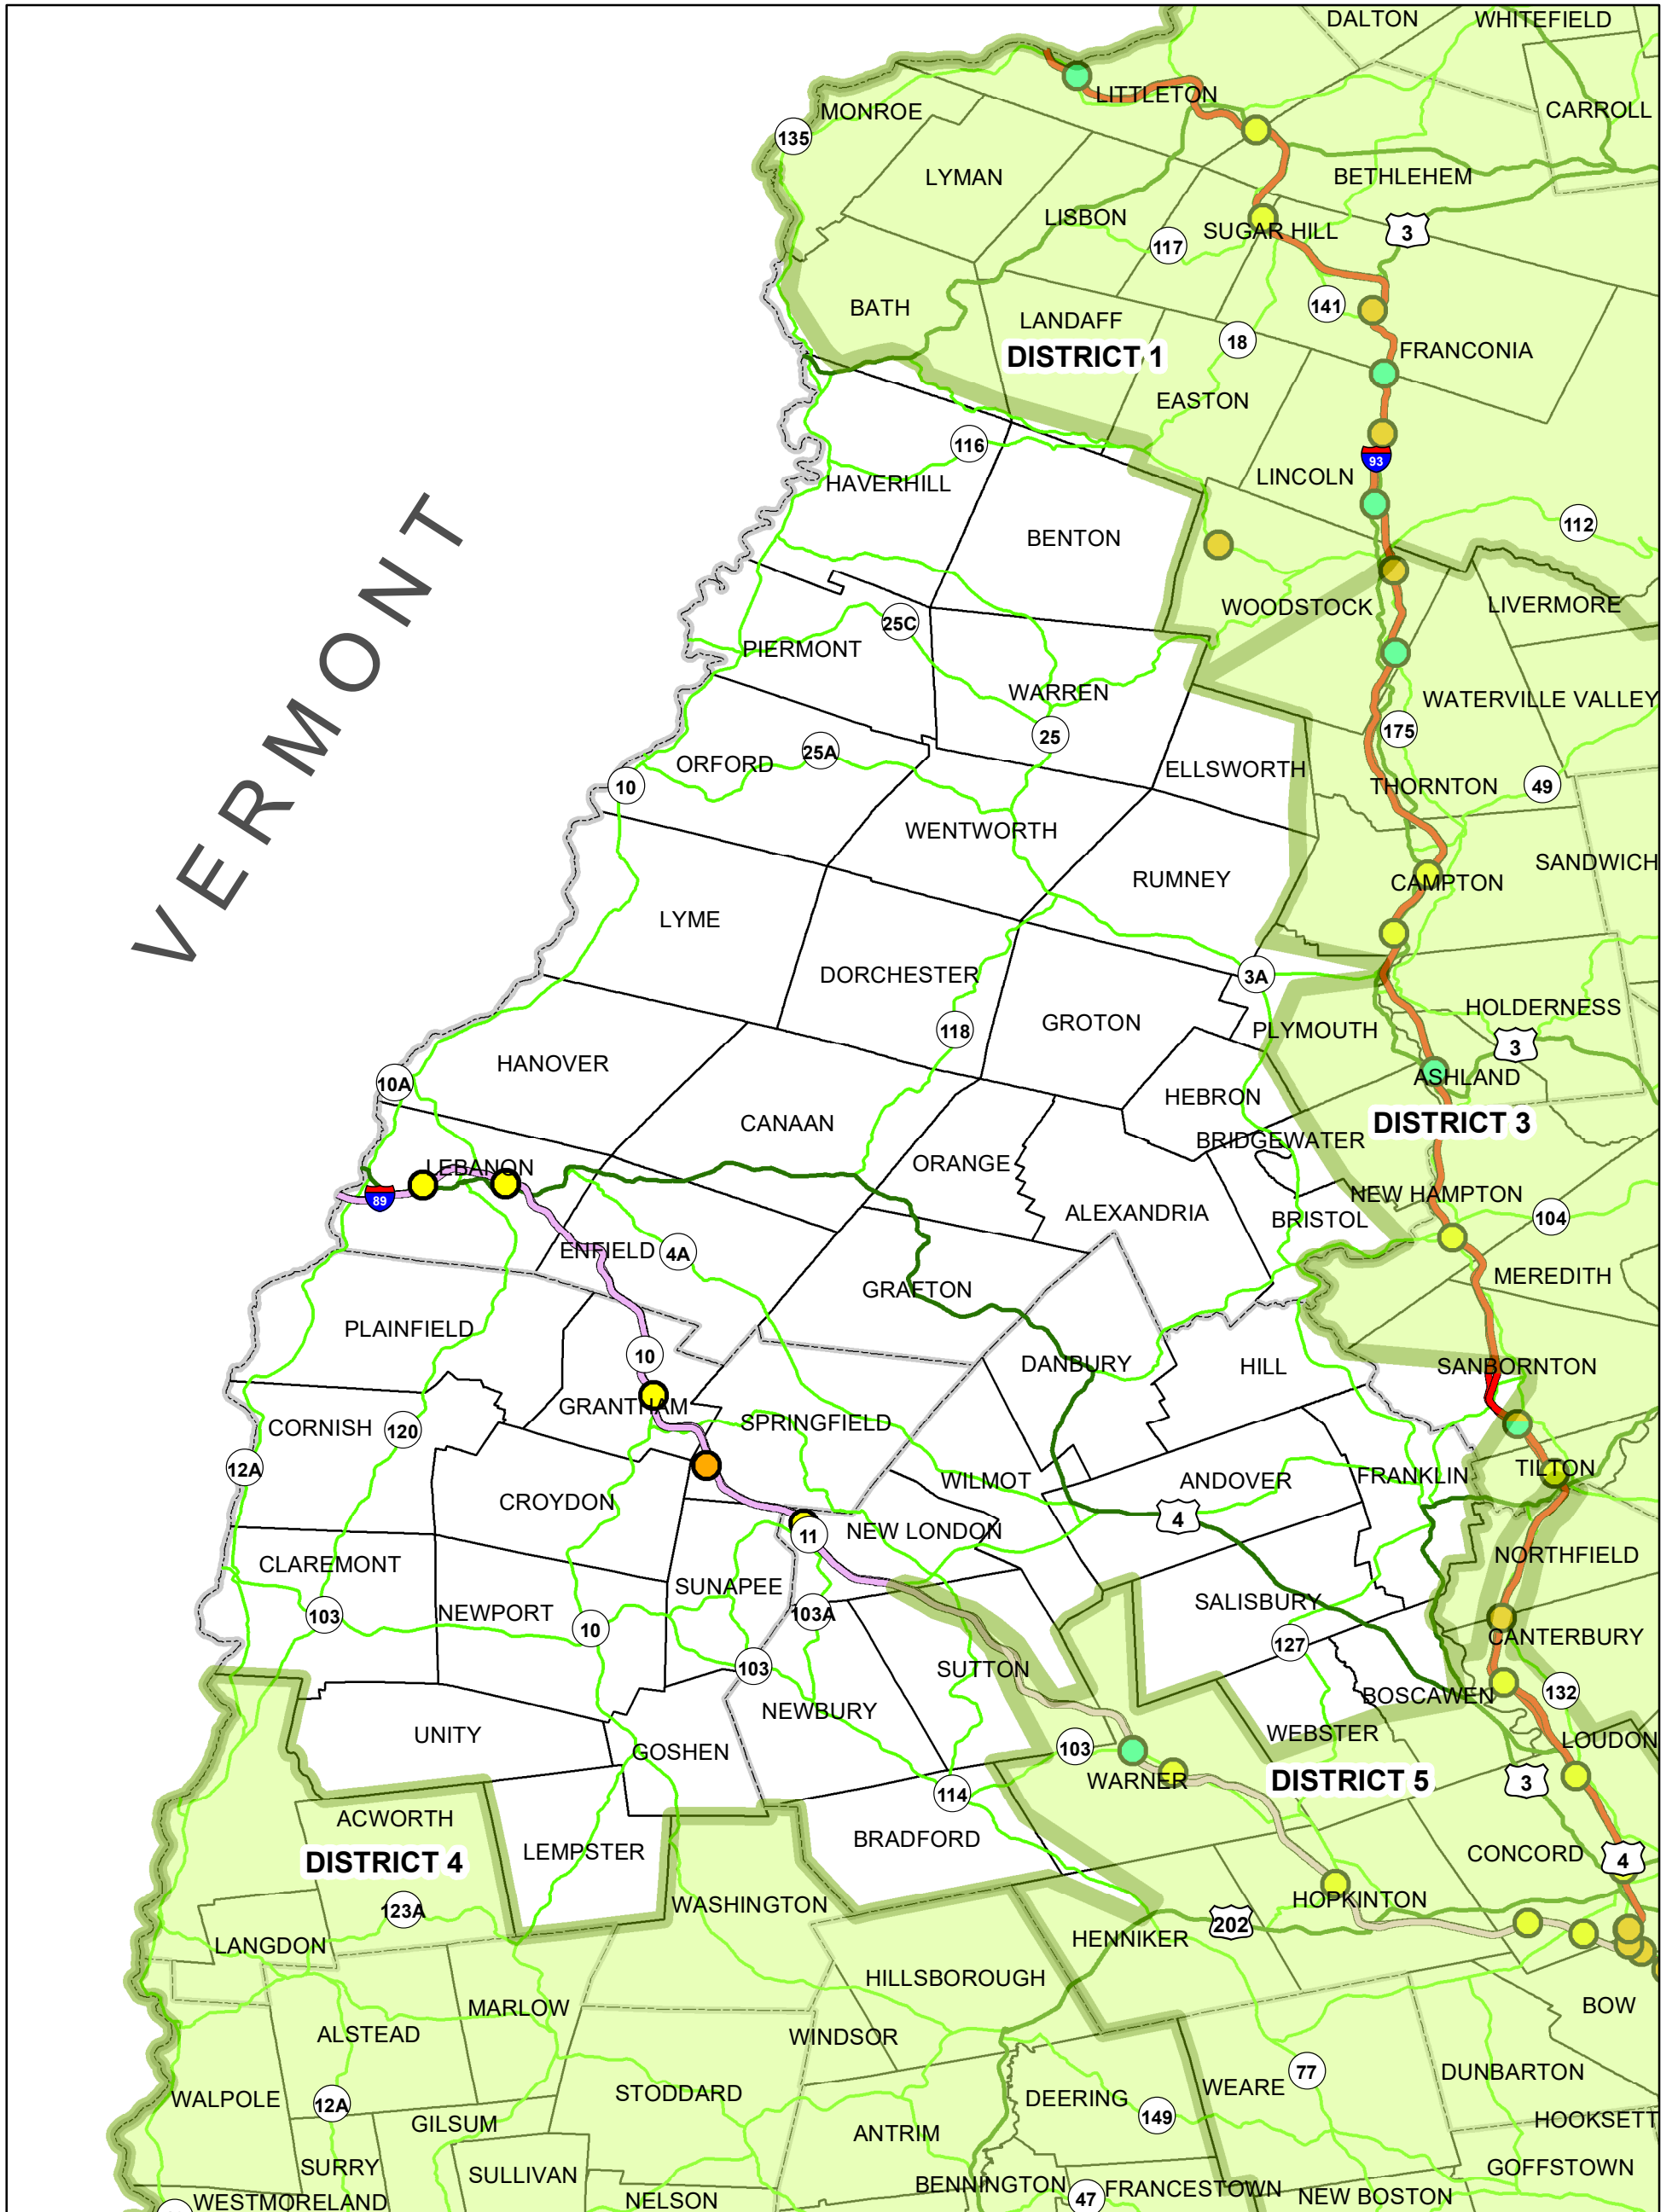 DALTON
WHITEFIELD
MONROE
LITTLETON
CARROLL
135
LYMAN
BETHLEHEM
LISBON
SUGAR HILL
3
117
BATH
141
LANDAFF
18
DISTRICT 1
FRANCONIA
EASTON
116
93
HAVERHILL
LINCOLN
112
BENTON
VERMONT
WOODSTOCK
LIVERMORE
25C
PIERMONT
WARREN
WATERVILLE VALLEY
25
175
25A
ORFORD
ELLSWORTH
10
THORNTON
49
WENTWORTH
SANDWICH
RUMNEY
CAMPTON
LYME
DORCHESTER
3A
HOLDERNESS
118
GROTON
PLYMOUTH
3
HANOVER
10A
ASHLAND
HEBRON
CANAAN
DISTRICT 3
BRIDGEWATER
LEBANON
ORANGE
89
NEW HAMPTON
ALEXANDRIA
BRISTOL
104
ENFIELD
4A
MEREDITH
GRAFTON
PLAINFIELD
10
DANBURY
HILL
SANBORNTON
GRANTHAM
CORNISH
120
SPRINGFIELD
12A
WILMOT
ANDOVER
FRANKLIN
TILTON
CROYDON
4
11
NEW LONDON
NORTHFIELD
CLAREMONT
SUNAPEE
SALISBURY
103
NEWPORT
10
103A
127
CANTERBURY
103
SUTTON
BOSCAWEN
132
NEWBURY
UNITY
WEBSTER
LOUDON
GOSHEN
103
WARNER
DISTRICT 5
3
114
ACWORTH
BRADFORD
LEMPSTER
CONCORD
4
DISTRICT 4
HOPKINTON
WASHINGTON
123A
202
LANGDON
HENNIKER
HILLSBOROUGH
MARLOW
BOW
ALSTEAD
WINDSOR
77
DUNBARTON
STODDARD
WEARE
WALPOLE
12A
DEERING
149
GILSUM
HOOKSETT
ANTRIM
SURRY
SULLIVAN
GOFFSTOWN
BENNINGTON
47
FRANCESTOWN
WESTMORELAND
NELSON
NEW BOSTON